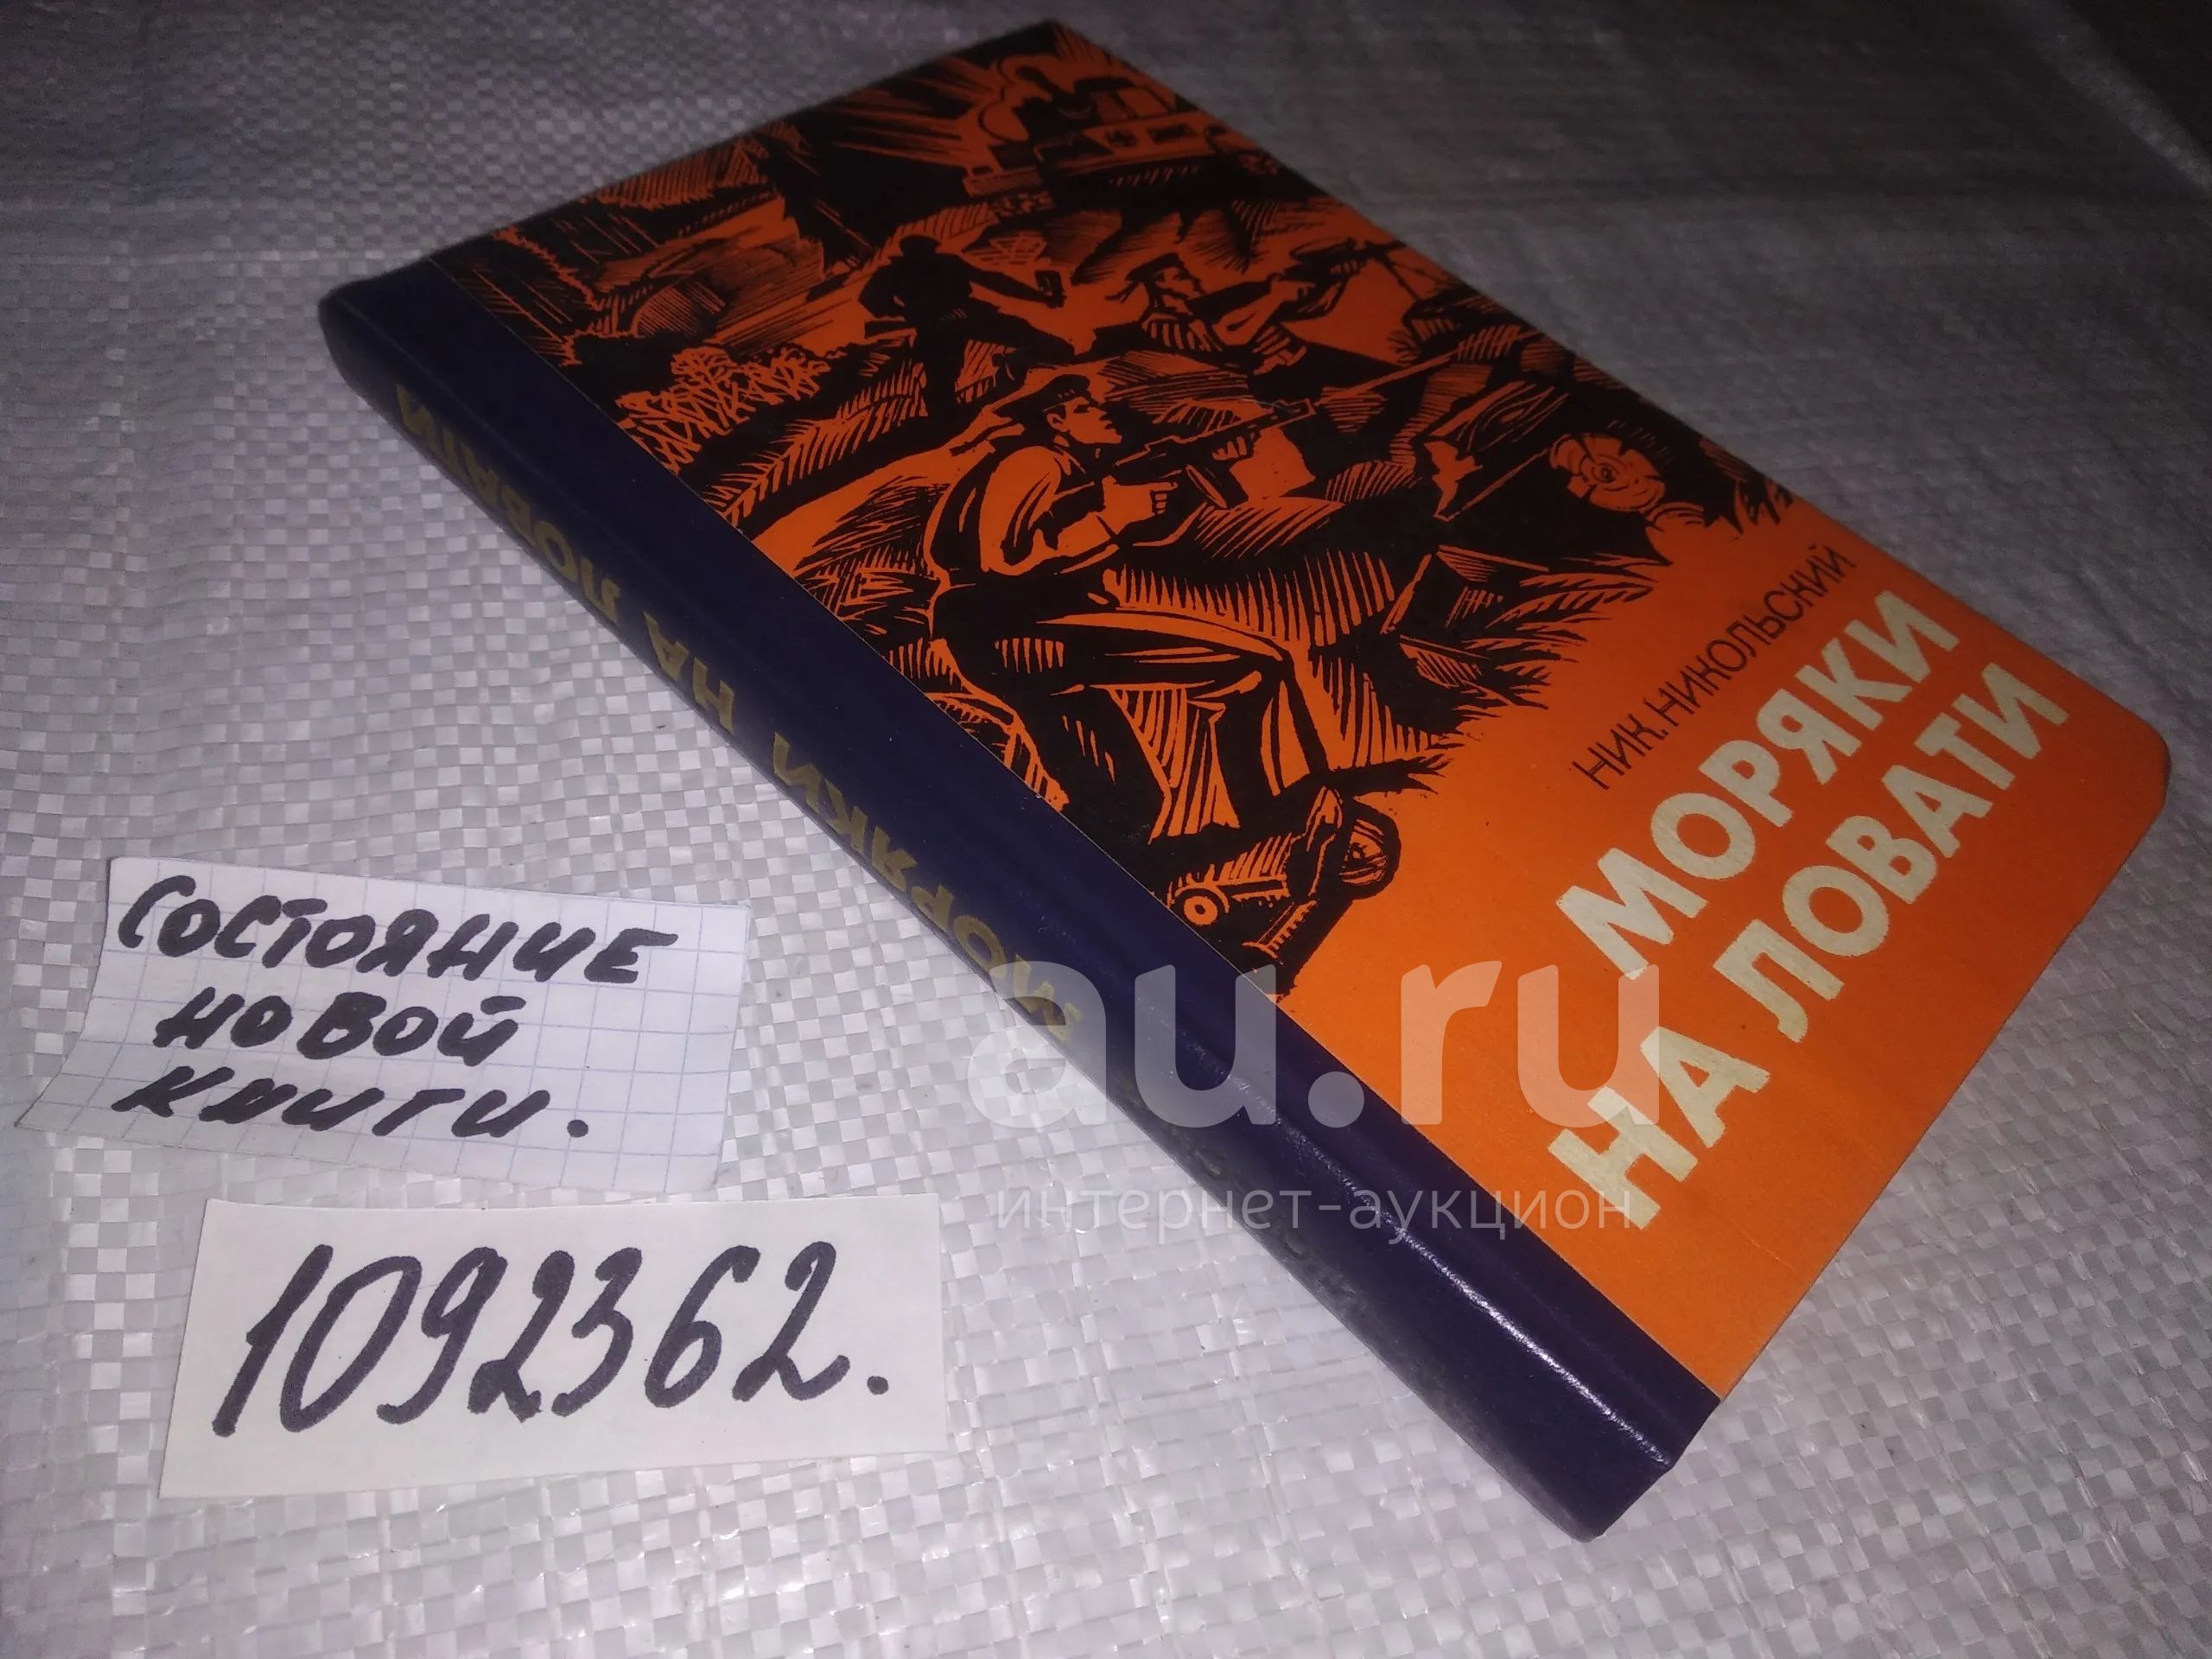 НИК. НИКОЛЬСКИЙ
МОРЯКИ
НА ЛОВАТИ
МОРЯКИ НА ЛОВАТИ
СОСТОЯНИЕ
НОВОЙ
КНИГИ.
1092362.
au.ru
интернет-аукцион